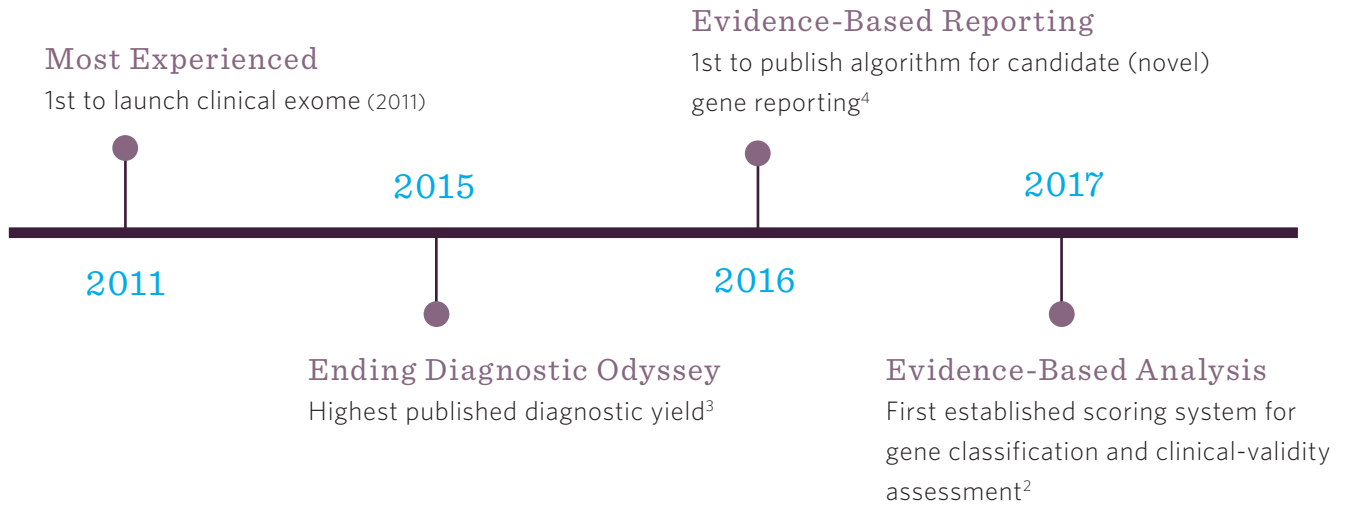 Most Experienced
1st to launch clinical exome (2011)
2011
2015
Ending Diagnostic Odyssey
Highest published diagnostic yield³
Evidence-Based Reporting
1st to publish algorithm for candidate (novel)
gene reporting⁴
2016
2017
Evidence-Based Analysis
First established scoring system for
gene classification and clinical-validity
assessment²